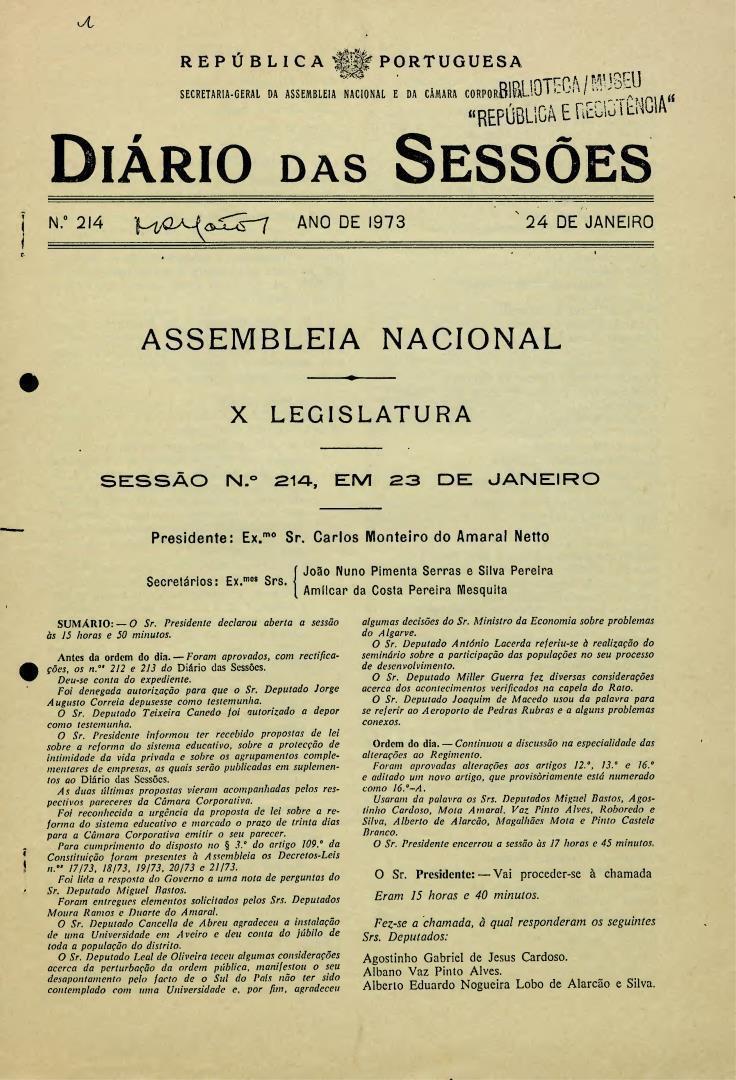 REPÚBLICA PORTUGUESA
SECRETARIA-GERAL DA ASSEMBLEIA NACIONAL E DA CÂMARA
BIBLIOTECA / MUSEU
"REPÚBLICA E RESISTÊNCIA"
DIÁRIO DAS SESSÕES
N.º 214 ANO DE 1973 24 DE JANEIRO
ASSEMBLEIA NACIONAL
X LEGISLATURA
SESSÃO N.º 214, EM 23 DE JANEIRO
Presidente: Ex.mo Sr. Carlos Monteiro do Amaral Netto
Secretários: Ex.mos Srs.
João Nuno Pimenta Serras e Silva Pereira
Amílcar da Costa Pereira Mesquita
SUMÁRIO: — O Sr. Presidente declarou aberta a sessão
às 15 horas e 50 minutos.
Antes da ordem do dia. — Foram aprovados, com rectifica-
ções, os n.os 212 e 213 do Diário das Sessões.
Deu-se conta do expediente.
Foi denegada autorização para que o Sr. Deputado Jorge
Augusto Correia depusesse como testemunha.
O Sr. Deputado Teixeira Canedo foi autorizado a depor
como testemunha.
O Sr. Presidente informou ter recebido propostas de lei
sobre a reforma do sistema educativo, sobre a protecção de
intimidade da vida privada e sobre os agrupamentos comple-
mentares de empresas, as quais serão publicadas em suplemen-
tos ao Diário das Sessões.
As duas últimas propostas vieram acompanhadas pelos res-
pectivos pareceres da Câmara Corporativa.
Foi reconhecida a urgência da proposta de lei sobre a re-
forma do sistema educativo e marcado o prazo de trinta dias
para a Câmara Corporativa emitir o seu parecer.
Para cumprimento do disposto no § 3.º do artigo 109.º da
Constituição foram presentes à Assembleia os Decretos-Leis
n.os 17/73, 18/73, 19/73, 20/73 e 21/73.
Foi lida a resposta do Governo a uma nota de perguntas do
Sr. Deputado Miguel Bastos.
Foram entregues elementos solicitados pelos Srs. Deputados
Moura Ramos e Duarte do Amaral.
O Sr. Deputado Cancella de Abreu agradeceu a instalação
de uma Universidade em Aveiro e deu conta do júbilo de
toda a população do distrito.
O Sr. Deputado Leal de Oliveira teceu algumas considerações
acerca da perturbação da ordem pública, manifestou o seu
desapontamento pelo facto de o Sul do País não ter sido
contemplado com uma Universidade e, por fim, agradeceu
algumas decisões do Sr. Ministro da Economia sobre problemas
do Algarve.
O Sr. Deputado António Lacerda referiu-se à realização do
seminário sobre a participação das populações no seu processo
de desenvolvimento.
O Sr. Deputado Miller Guerra fez diversas considerações
acerca dos acontecimentos verificados na capela do Rato.
O Sr. Deputado Joaquim de Macedo usou da palavra para
se referir ao Aeroporto de Pedras Rubras e a alguns problemas
conexos.
Ordem do dia. — Continuou a discussão na especialidade das
alterações ao Regimento.
Foram aprovadas alterações aos artigos 12.º, 13.º e 16.º
e aditado um novo artigo, que provisòriamente está numerado
como 16.º-A.
Usaram da palavra os Srs. Deputados Miguel Bastos, Agos-
tinho Cardoso, Mota Amaral, Vaz Pinto Alves, Roboredo e
Silva, Alberto de Alarcão, Magalhães Mota e Pinto Castelo
Branco.
O Sr. Presidente encerrou a sessão às 17 horas e 45 minutos.
O Sr. Presidente: — Vai proceder-se à chamada
Eram 15 horas e 40 minutos.
Fez-se a chamada, à qual responderam os seguintes
Srs. Deputados:
Agostinho Gabriel de Jesus Cardoso.
Albano Vaz Pinto Alves.
Alberto Eduardo Nogueira Lobo de Alarcão e Silva.